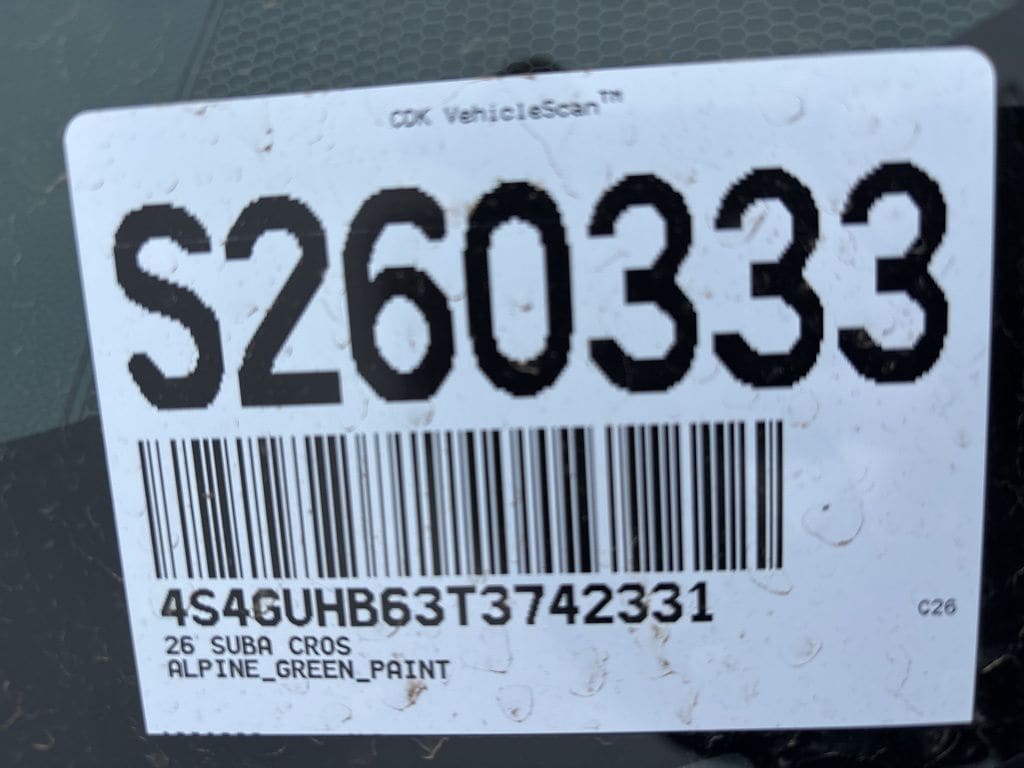 CDK VehicleScan™
S260333
4S4GUHB63T3742331
C26
26 SUBA CROS
ALPINE_GREEN_PAINT